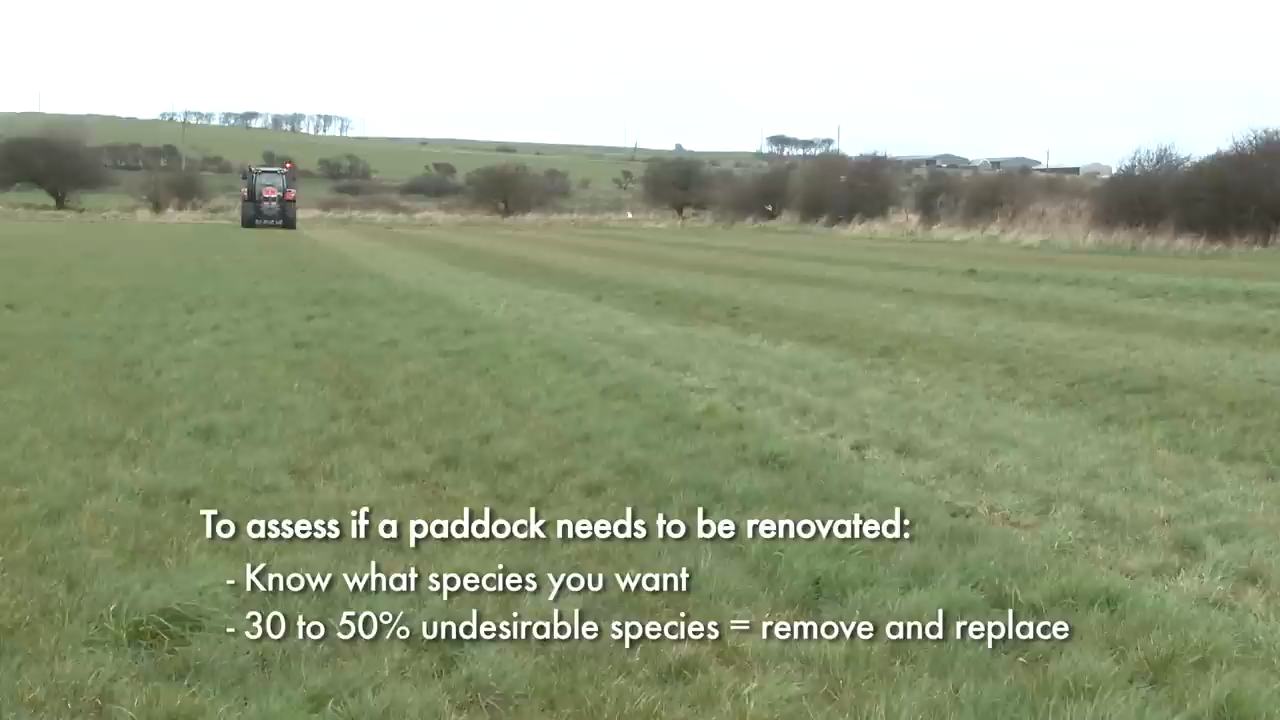 To assess if a paddock needs to be renovated:
- Know what species you want
- 30 to 50% undesirable species = remove and replace